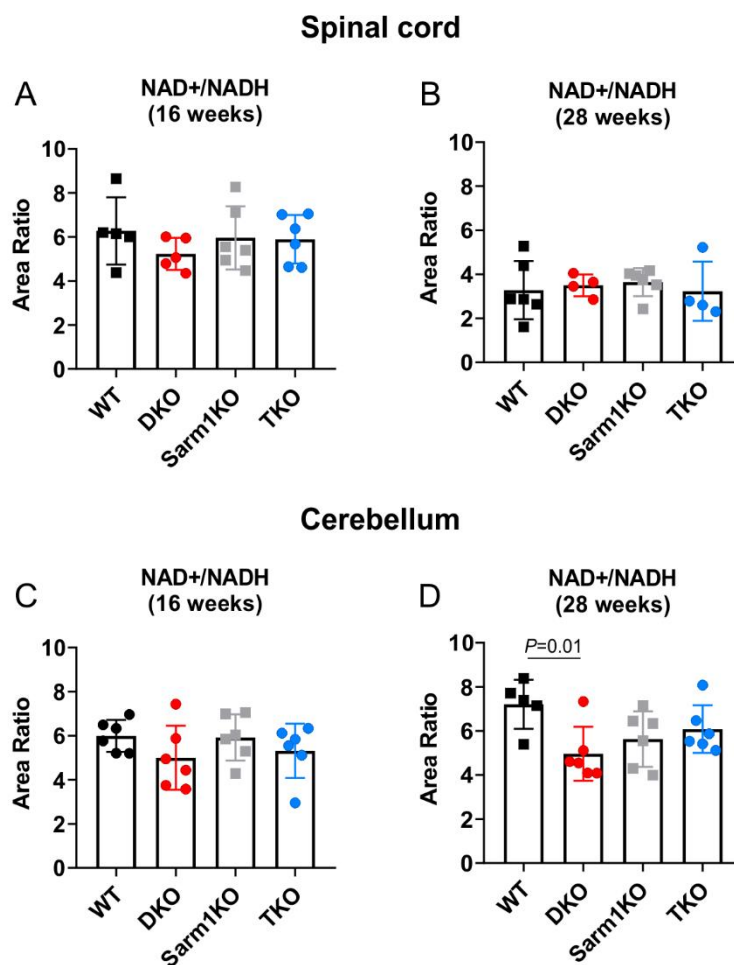 Spinal cord
A
NAD+/NADH
(16 weeks)
Area Ratio
10
8
6
4
2
0
WT
DKO
Sarm1KO
TKO
B
NAD+/NADH
(28 weeks)
Area Ratio
10
8
6
4
2
0
WT
DKO
Sarm1KO
TKO
Cerebellum
C
NAD+/NADH
(16 weeks)
Area Ratio
10
8
6
4
2
0
WT
DKO
Sarm1KO
TKO
D
NAD+/NADH
(28 weeks)
Area Ratio
10
8
6
4
2
0
P=0.01
WT
DKO
Sarm1KO
TKO